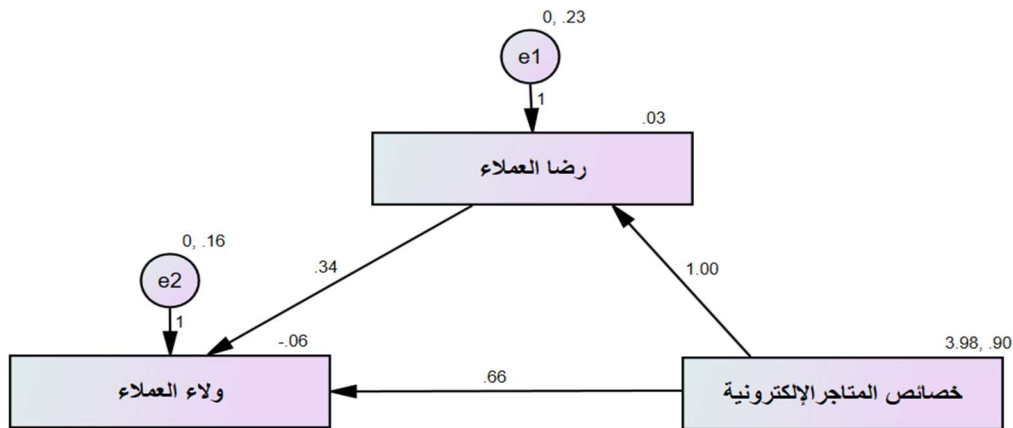 0, .23
e1
1
.03
رضا العملاء
0, .16
e2
1
.34
1.00
-.06
3.98, .90
ولاء العملاء
.66
خصائص المتاجرالإلكترونية